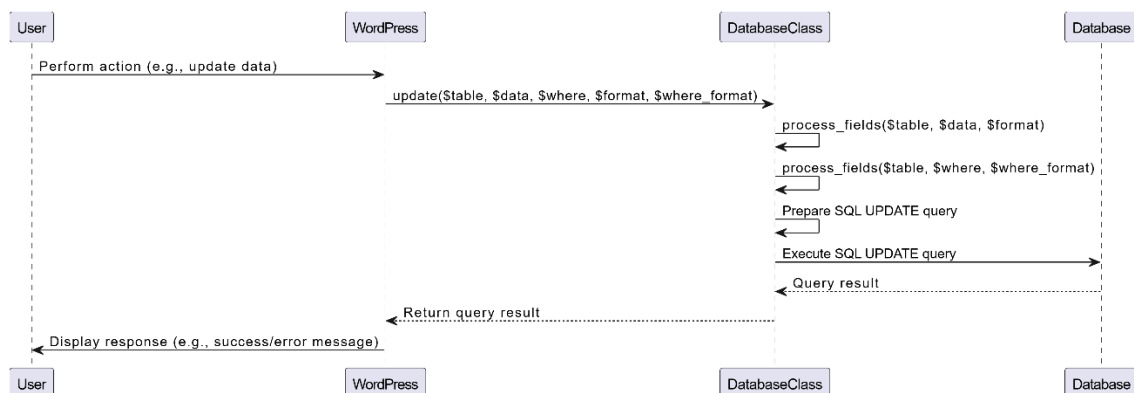 User WordPress DatabaseClass Database
Perform action (e.g., update data)
update($table, $data, $where, $format, $where_format)
process_fields($table, $data, $format)
process_fields($table, $where, $where_format)
Prepare SQL UPDATE query
Execute SQL UPDATE query
Query result
Return query result
Display response (e.g., success/error message)
User WordPress DatabaseClass Database